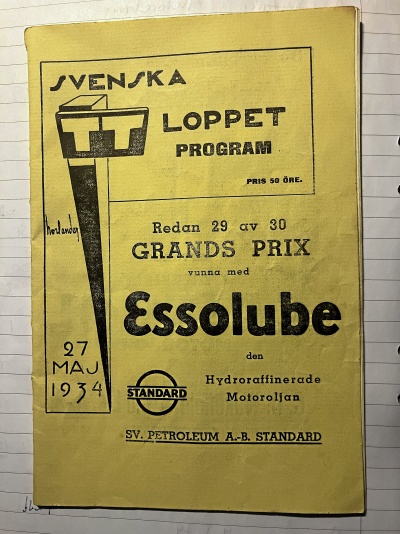 SVENSKA
TT
LOPPET
PROGRAM
PRIS 50 ÖRE.
Norlander
Redan 29 av 30
GRANDS PRIX
vunna med
Essolube
den
Hydroraffinerade
Motoroljan
27
MAJ
1934
STANDARD
SV. PETROLEUM A.-B. STANDARD